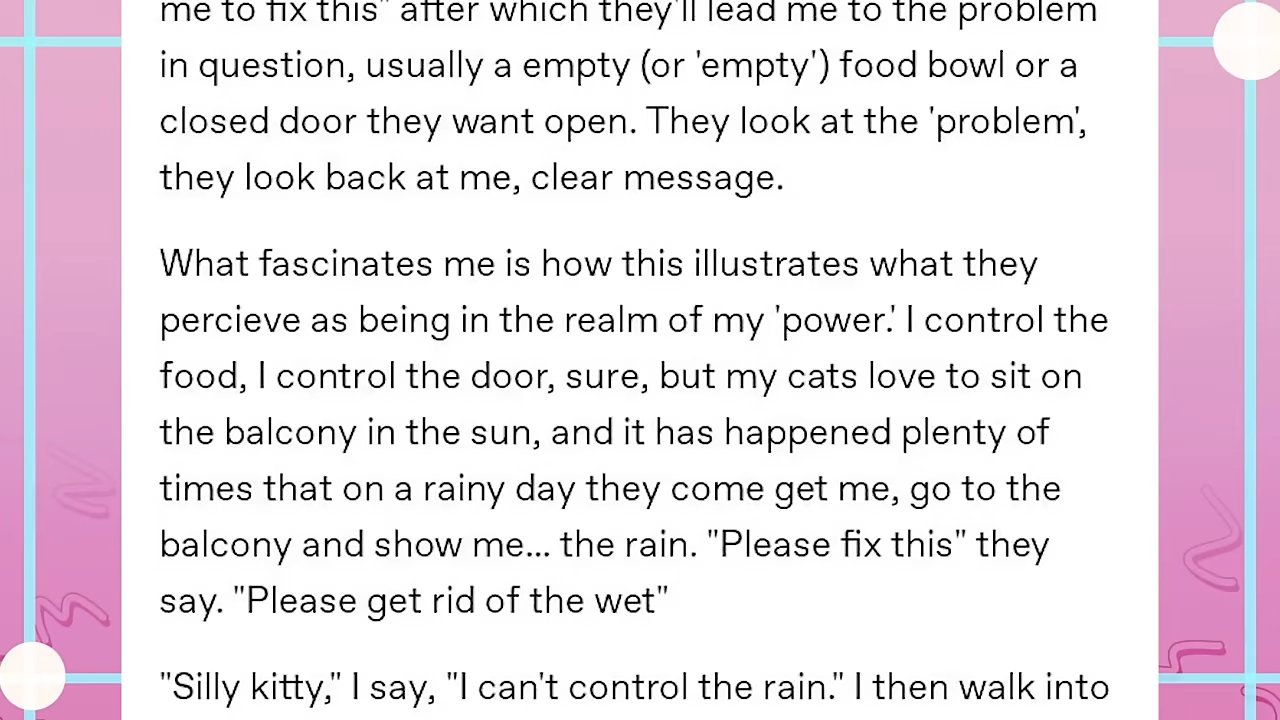 me to fix this" after which they'll lead me to the problem
in question, usually a empty (or 'empty') food bowl or a
closed door they want open. They look at the 'problem',
they look back at me, clear message.
What fascinates me is how this illustrates what they
percieve as being in the realm of my 'power.' I control the
food, I control the door, sure, but my cats love to sit on
the balcony in the sun, and it has happened plenty of
times that on a rainy day they come get me, go to the
balcony and show me... the rain. "Please fix this" they
say. "Please get rid of the wet"
"Silly kitty," I say, "I can't control the rain." I then walk into